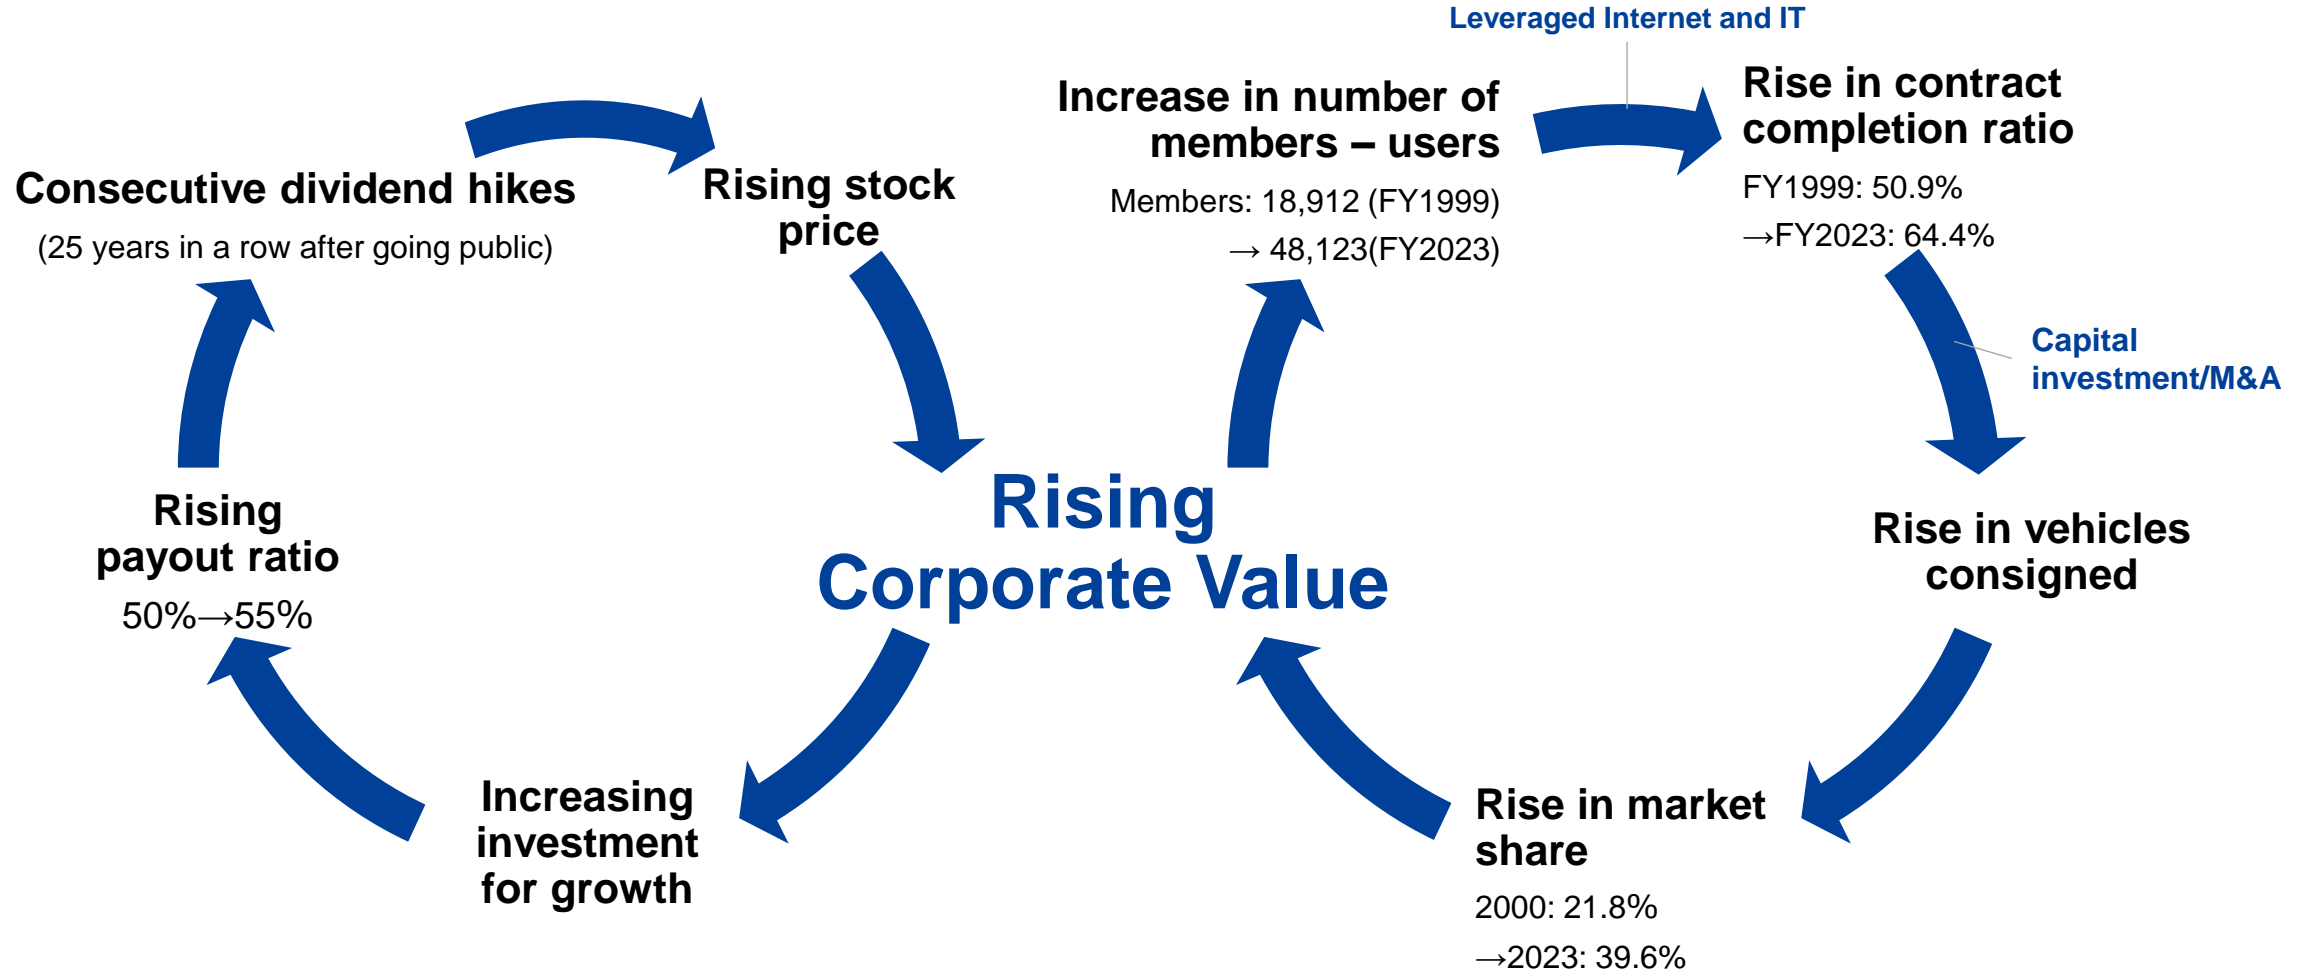 Leveraged Internet and IT
Consecutive dividend hikes
(25 years in a row after going public)
Rising stock
price
Increase in number of
members – users
Members: 18,912 (FY1999)
→ 48,123(FY2023)
Rise in contract
completion ratio
FY1999: 50.9%
→FY2023: 64.4%
Capital
investment/M&A
Rising
payout ratio
50%→55%
Rising
Corporate Value
Rise in vehicles
consigned
Increasing
investment
for growth
Rise in market
share
2000: 21.8%
→2023: 39.6%